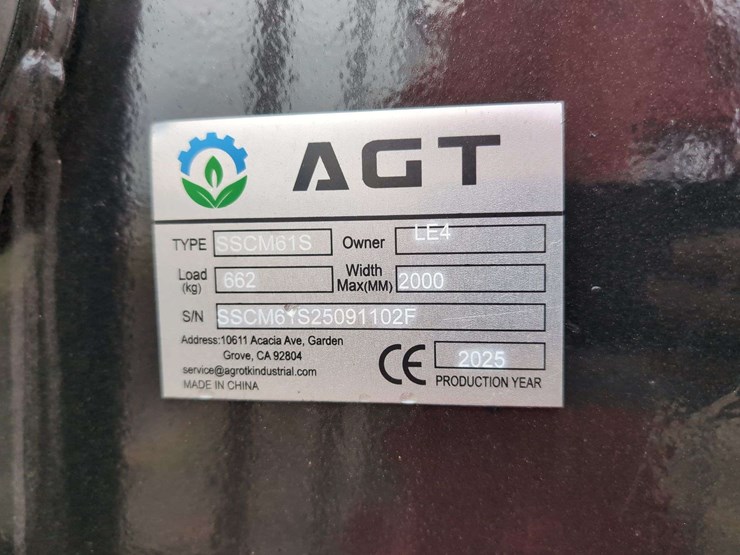 AGT
TYPE SSCM61S Owner LE4
Load (kg) 662 Width Max(MM) 2000
S/N SSCM61S25091102F
Address:10611 Acacia Ave, Garden
Grove, CA 92804
service@agrotkindustrial.com
MADE IN CHINA
CE 2025
PRODUCTION YEAR